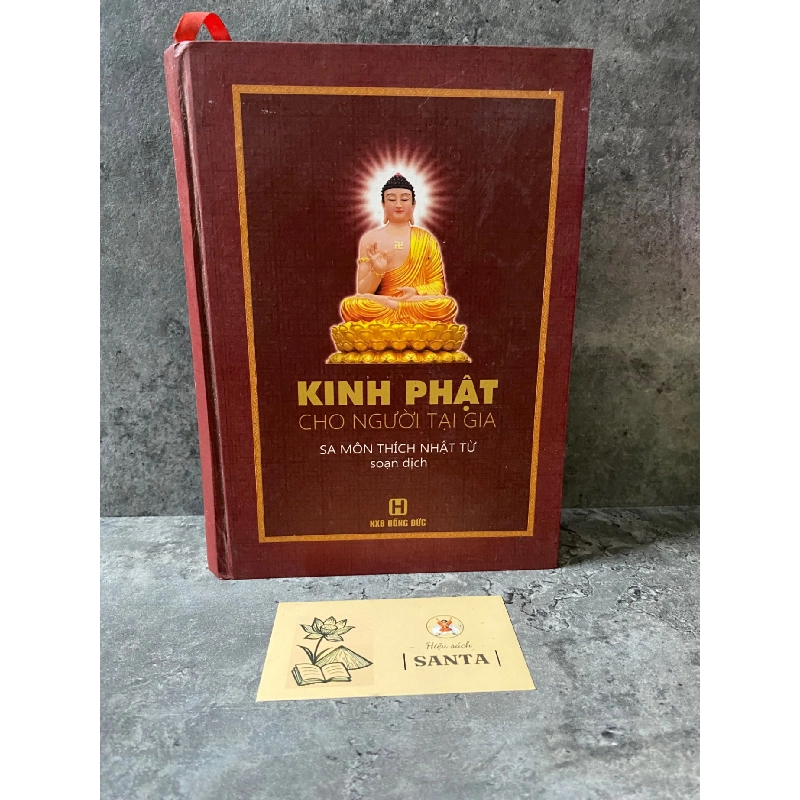 KINH PHẬT
CHO NGƯỜI TẠI GIA
SA MÔN THÍCH NHẬT TỪ
soạn dịch
H
NXB HỒNG ĐỨC
Hiệu sách
SANTA